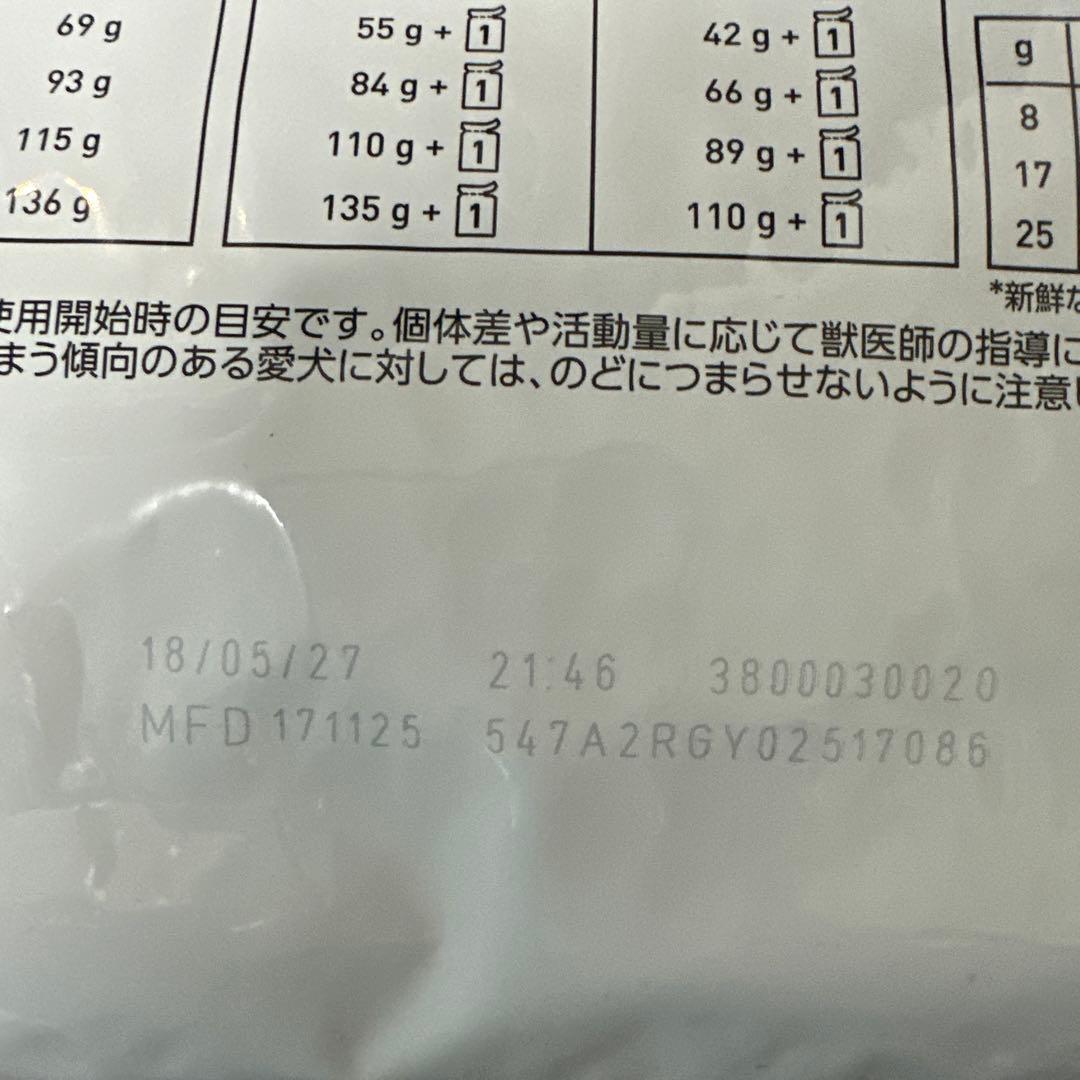 69 g 55 g + 1 42 g + 1 g
93 g 84 g + 1 66 g + 1 8
115 g 110 g + 1 89 g + 1 17
136 g 135 g + 1 110 g + 1 25
*新鮮な
使用開始時の目安です。個体差や活動量に応じて獣医師の指導に
まう傾向のある愛犬に対しては、のどにつまらせないように注意し
18/05/27 21:46 3800030020
MFD 171125 547A2RGY02517086